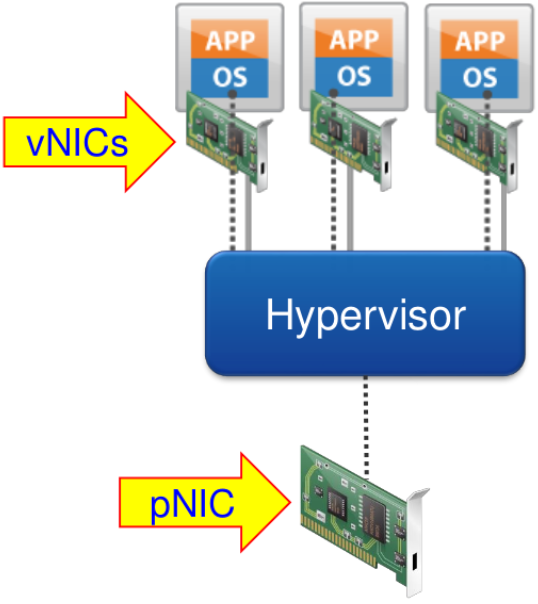 APP APP APP
OS OS OS
vNICs
Hypervisor
pNIC